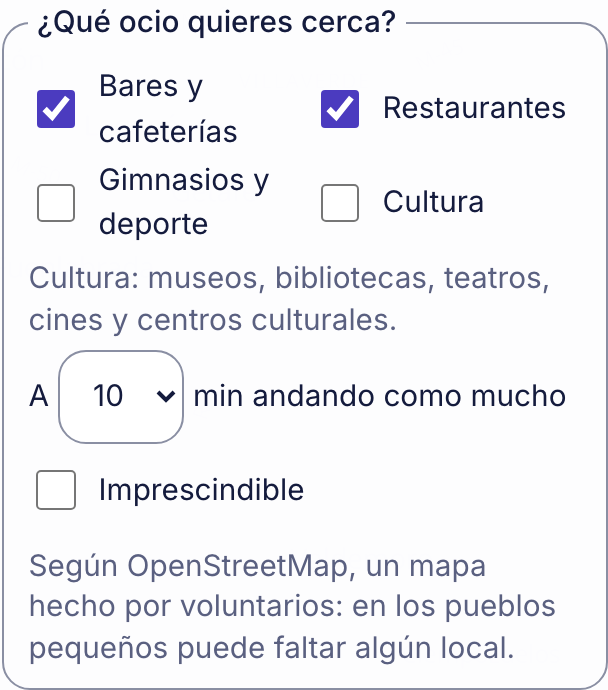 ¿Qué ocio quieres cerca?
Bares y
cafeterías
Restaurantes
Gimnasios y
deporte
Cultura
Cultura: museos, bibliotecas, teatros,
cines y centros culturales.
A 10 min andando como mucho
Imprescindible
Según OpenStreetMap, un mapa
hecho por voluntarios: en los pueblos
pequeños puede faltar algún local.